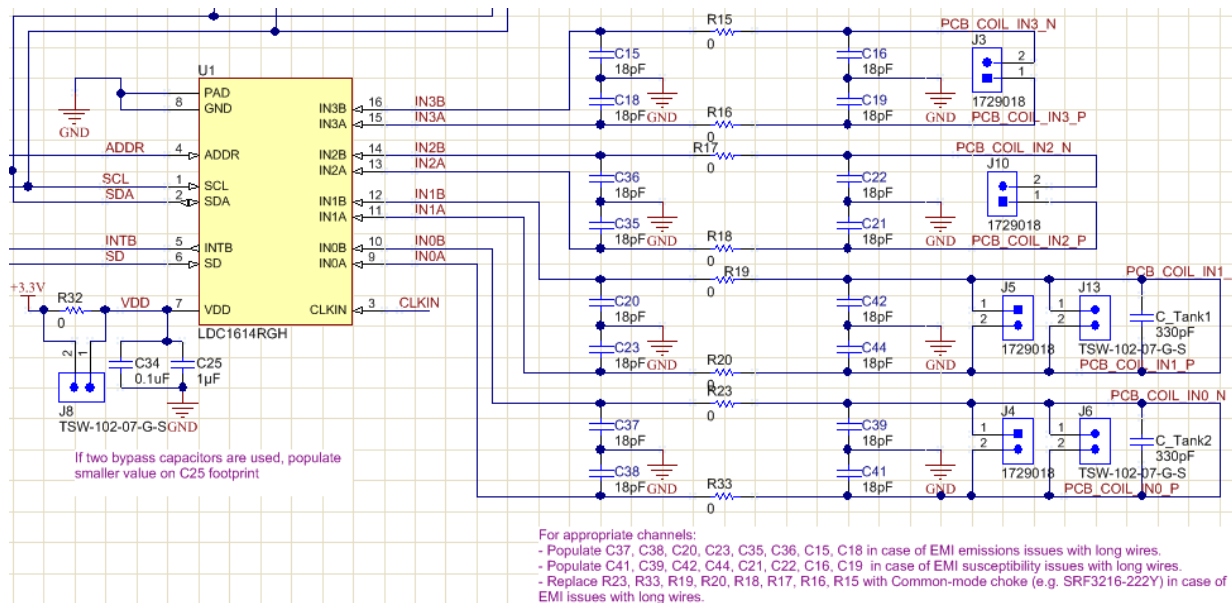 R15
0
PCB_COIL_IN3_N
J3
C15
18pF
C16
18pF
2
1
U1
PAD
8
GND
GND
IN3B
16
IN3B
C18
18pF
GND
C19
18pF
GND
1729018
IN3A
15
IN3A
R16
0
PCB_COIL_IN3_P
ADDR
4
ADDR
IN2B
14
IN2B
R17
0
PCB_COIL_IN2_N
IN2A
13
IN2A
J10
SCL
1
SCL
C36
18pF
C22
18pF
2
1
SDA
2
SDA
IN1B
12
IN1B
IN1A
11
IN1A
C35
18pF
GND
C21
18pF
GND
1729018
INTB
5
INTB
IN0B
10
IN0B
R18
0
PCB_COIL_IN2_P
SD
6
SD
IN0A
9
IN0A
R19
0
PCB_COIL_IN1_
+3.3V
R32
0
VDD
7
VDD
CLKIN
3
CLKIN
C20
18pF
C42
18pF
J5
1
2
J13
1
2
C_Tank1
330pF
LDC1614RGH
C23
18pF
GND
C44
18pF
GND
1729018
TSW-102-07-G-S
2
1
C34
0.1uF
C25
1µF
R20
0
PCB_COIL_IN1_P
J8
TSW-102-07-G-S
GND
R23
0
PCB_COIL_IN0_N
C37
18pF
C39
18pF
J4
1
2
J6
1
2
C_Tank2
330pF
If two bypass capacitors are used, populate
smaller value on C25 footprint
C38
18pF
GND
C41
18pF
GND
1729018
TSW-102-07-G-S
R33
0
PCB_COIL_IN0_P
For appropriate channels:
- Populate C37, C38, C20, C23, C35, C36, C15, C18 in case of EMI emissions issues with long wires.
- Populate C41, C39, C42, C44, C21, C22, C16, C19 in case of EMI susceptibility issues with long wires.
- Replace R23, R33, R19, R20, R18, R17, R16, R15 with Common-mode choke (e.g. SRF3216-222Y) in case of
EMI issues with long wires.